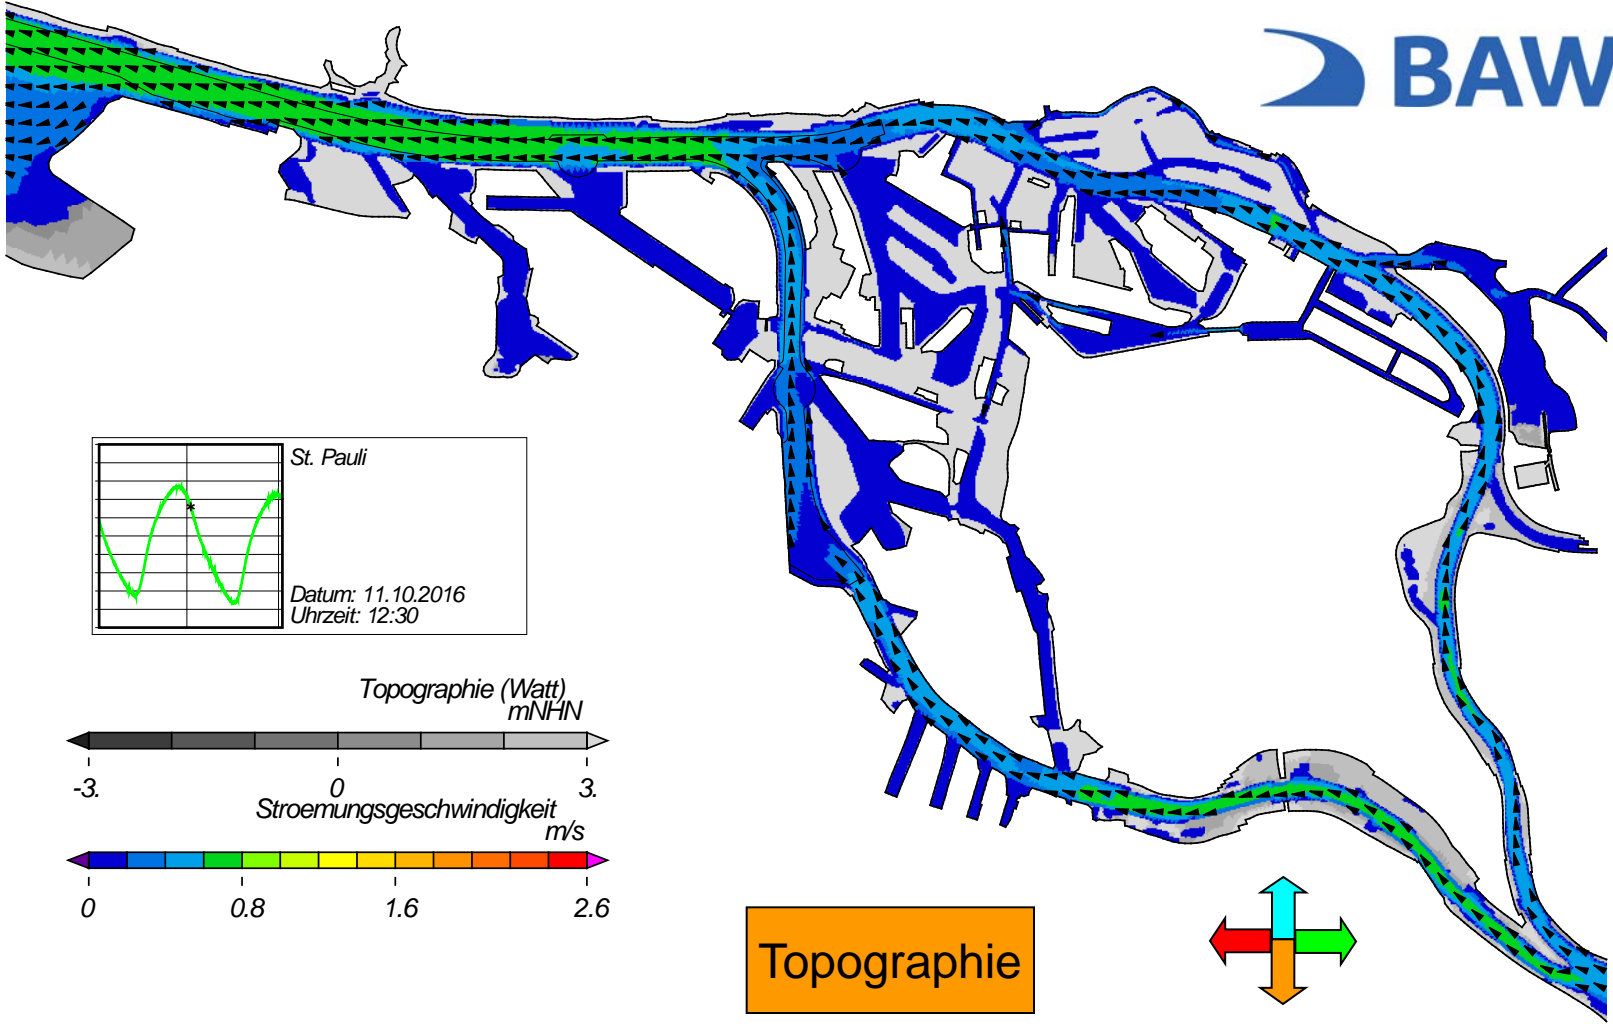 BAW
St. Pauli
Datum: 11.10.2016
Uhrzeit: 12:30
Topographie (Watt)
mNHN
-3. 0 3.
Stroemungsgeschwindigkeit
m/s
0 0.8 1.6 2.6
Topographie